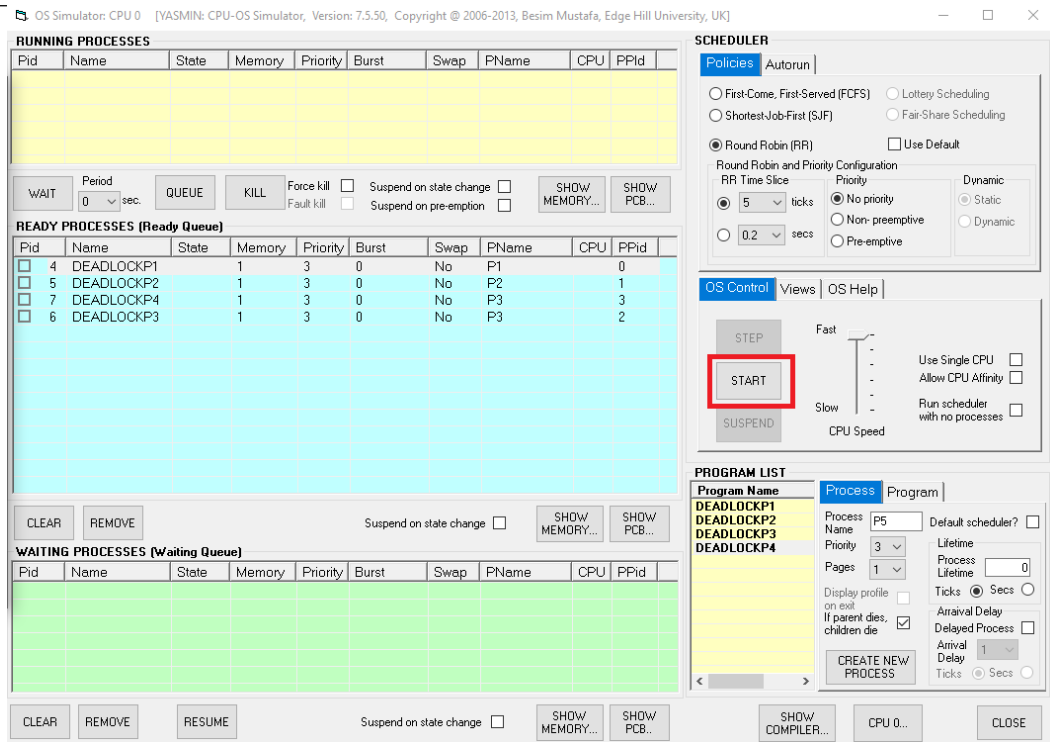 OS Simulator: CPU 0 [YASMIN: CPU-OS Simulator, Version: 7.5.50, Copyright @ 2006-2013, Besim Mustafa, Edge Hill University, UK]
RUNNING PROCESSES
Pid Name State Memory Priority Burst Swap PName CPU PPId
WAIT
Period
0 sec.
QUEUE
KILL
Force kill
Fault kill
Suspend on state change
Suspend on pre-emption
SHOW
MEMORY...
SHOW
PCB...
READY PROCESSES (Ready Queue)
Pid Name State Memory Priority Burst Swap PName CPU PPId
4 DEADLOCKP1 1 3 0 No P1 0
5 DEADLOCKP2 1 3 0 No P2 1
7 DEADLOCKP4 1 3 0 No P3 3
6 DEADLOCKP3 1 3 0 No P3 2
CLEAR
REMOVE
Suspend on state change
SHOW
MEMORY...
SHOW
PCB...
WAITING PROCESSES (Waiting Queue)
Pid Name State Memory Priority Burst Swap PName CPU PPId
CLEAR
REMOVE
RESUME
Suspend on state change
SHOW
MEMORY...
SHOW
PCB..
SCHEDULER
Policies Autorun
First-Come, First-Served (FCFS) Lottery Scheduling
Shortest-Job-First (SJF) Fair-Share Scheduling
Round Robin (RR) Use Default
Round Robin and Priority Configuration
RR Time Slice Priority Dynamic
5 ticks No priority Static
Non- preemptive Dynamic
0.2 secs
Pre-emptive
OS Control Views OS Help
STEP
START
SUSPEND
Fast
Slow
CPU Speed
Use Single CPU
Allow CPU Affinity
Run scheduler
with no processes
PROGRAM LIST
Program Name
DEADLOCKP1
DEADLOCKP2
DEADLOCKP3
DEADLOCKP4
Process Program
Process
Name
P5
Default scheduler?
Priority 3
Pages 1
Lifetime
Process
Lifetime
0
Ticks Secs
Display profile
on exit
If parent dies,
children die
Arraival Delay
Delayed Process
Arrival
Delay
1
Ticks Secs
CREATE NEW
PROCESS
SHOW
COMPILER...
CPU 0...
CLOSE